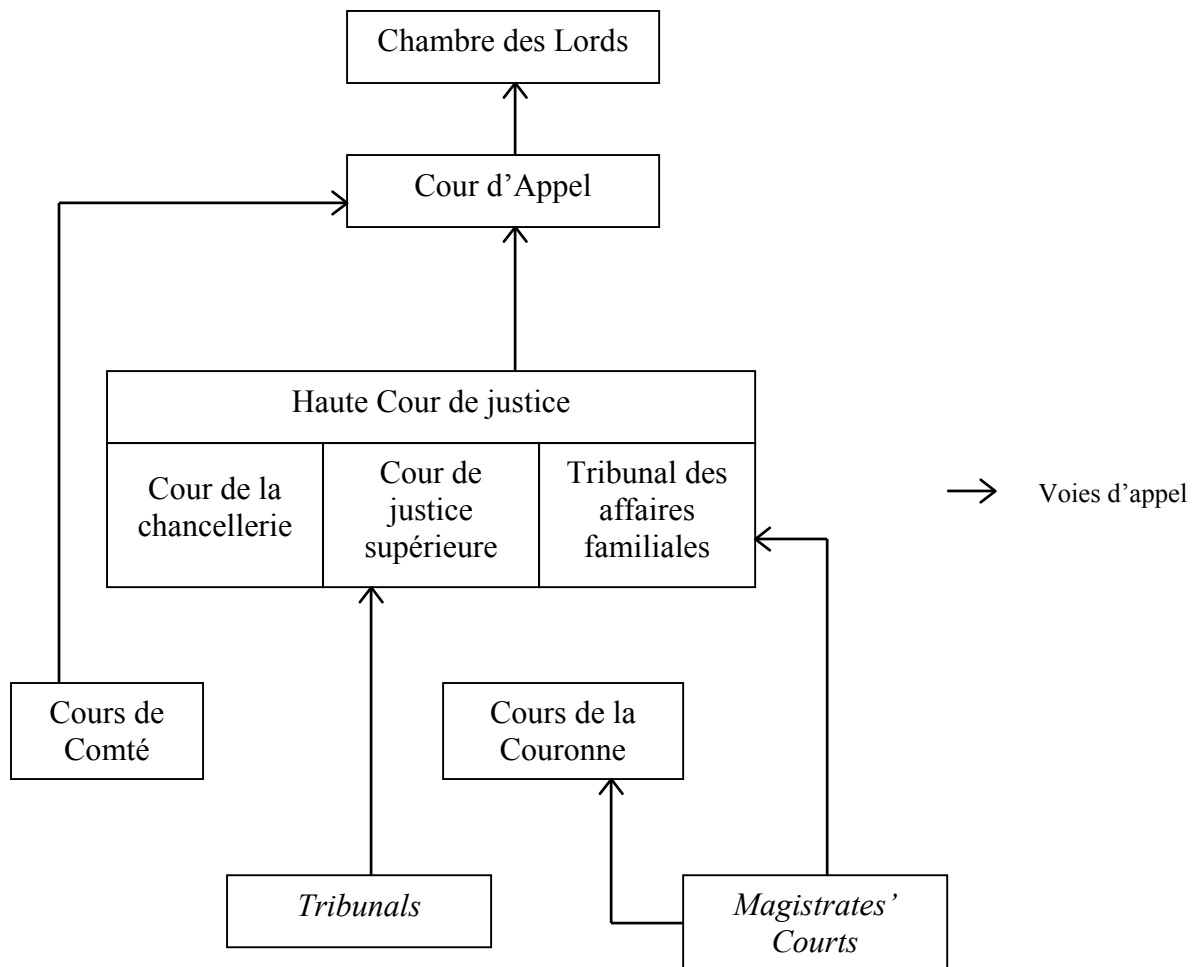 Chambre des Lords
Cour d’Appel
Haute Cour de justice
Cour de la
chancellerie
Cour de
justice
supérieure
Tribunal des
affaires
familiales
Voies d’appel
Cours de
Comté
Cours de la
Couronne
Tribunals
Magistrates’
Courts